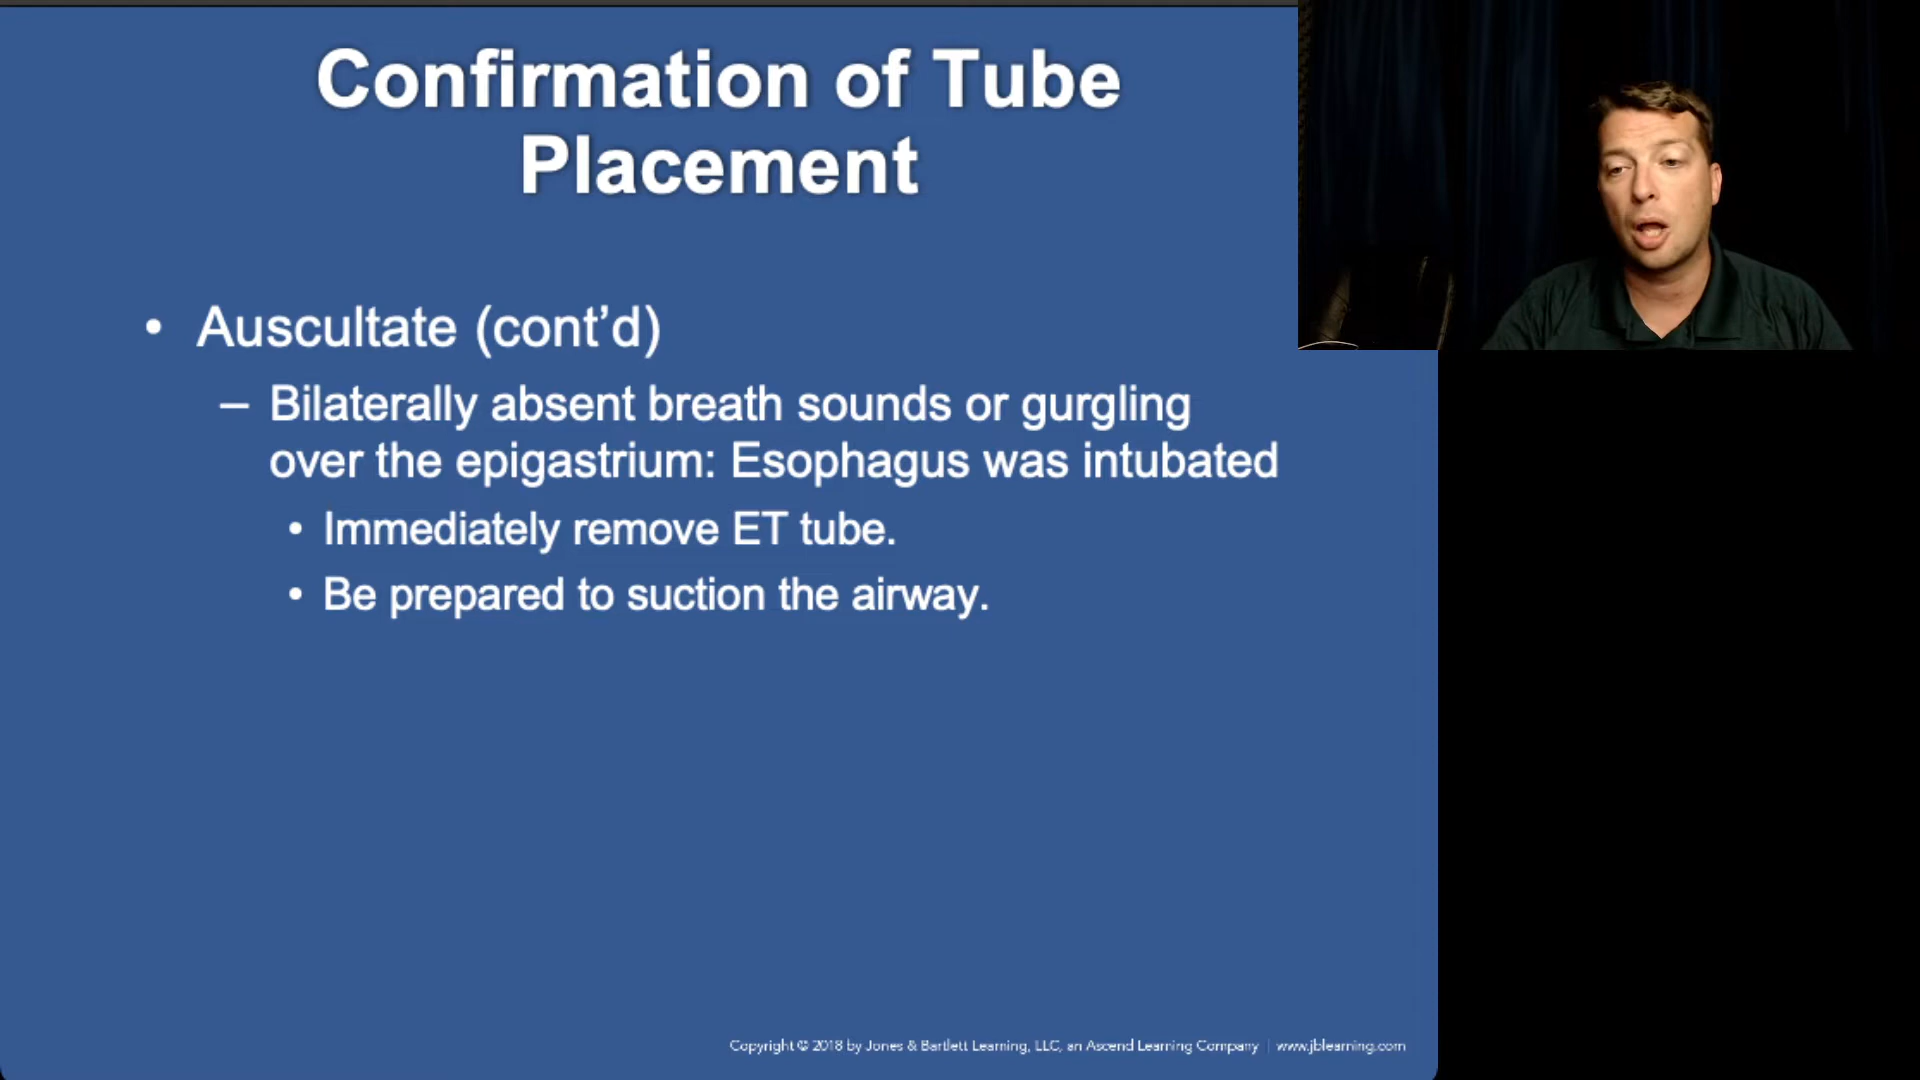 Confirmation of Tube
Placement
• Auscultate (cont’d)
– Bilaterally absent breath sounds or gurgling
over the epigastrium: Esophagus was intubated
• Immediately remove ET tube.
• Be prepared to suction the airway.
Copyright © 2018 by Jones & Bartlett Learning, LLC, an Ascend Learning Company | www.jblearning.com